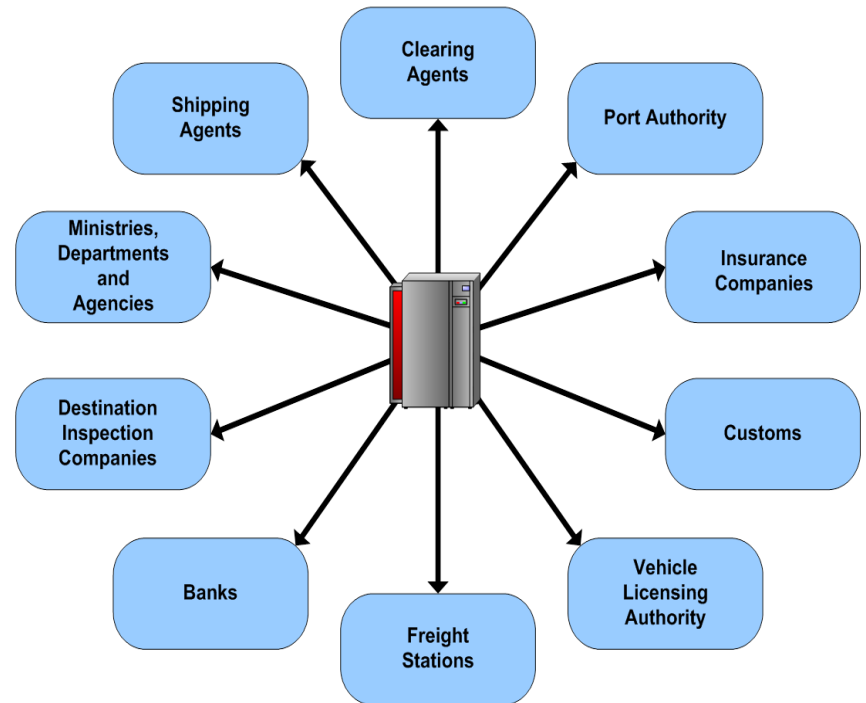 Clearing
Agents
Shipping
Agents
Port Authority
Ministries,
Departments
and
Agencies
Insurance
Companies
Destination
Inspection
Companies
Customs
Banks
Vehicle
Licensing
Authority
Freight
Stations